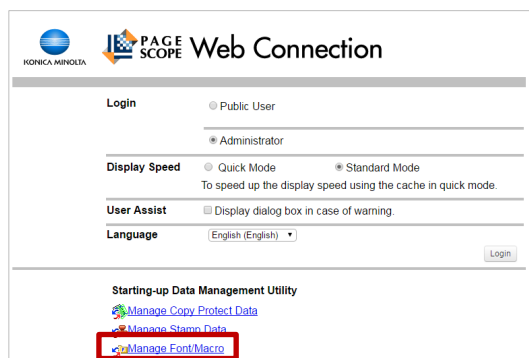 KONICA MINOLTA
PAGE SCOPE Web Connection
Login
Public User
Administrator
Display Speed
Quick Mode Standard Mode
To speed up the display speed using the cache in quick mode.
User Assist
Display dialog box in case of warning.
Language
English (English)
Login
Starting-up Data Management Utility
Manage Copy Protect Data
Manage Stamp Data
Manage Font/Macro